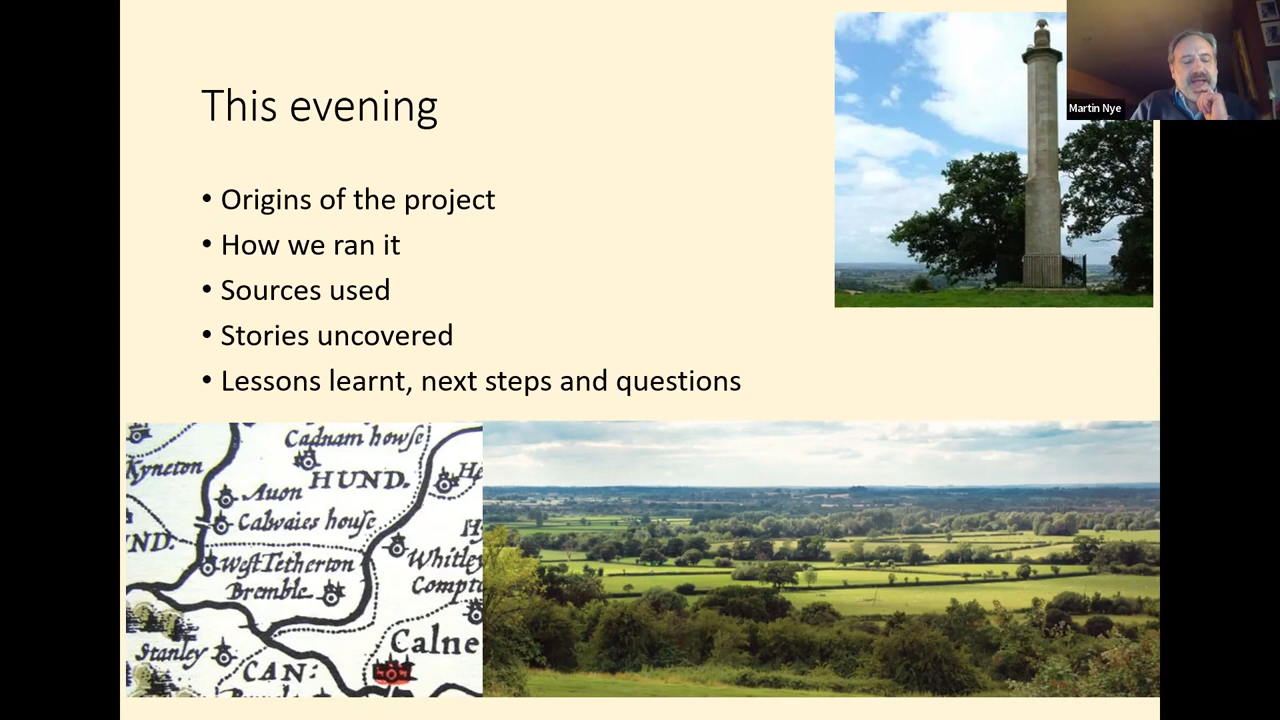 This evening
Martin Nye
• Origins of the project
• How we ran it
• Sources used
• Stories uncovered
• Lessons learnt, next steps and questions
Cadnam howse
HUND.
Kyneton
Auon
Calwaies house
ND.
West Tetherton
Bremble
Whitley
Compt
Stanley
CAN:
Calne